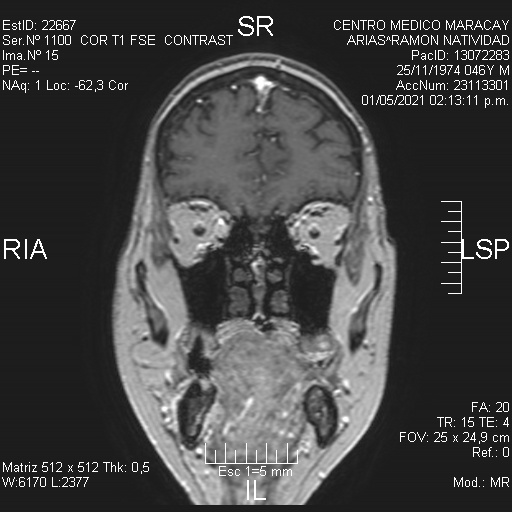 EstID: 22667
Ser.Nº 1100 COR T1 FSE CONTRAST
Ima.Nº 15
PE= --
NAq: 1 Loc: -62,3 Cor
SR
CENTRO MEDICO MARACAY
ARIAS^RAMON NATIVIDAD
PacID: 13072283
25/11/1974 046Y M
AccNum: 23113301
01/05/2021 02:13:11 p.m.
RIA
LSP
Matriz 512 x 512 Thk: 0,5
W:6170 L:2377
Esc 1=5 mm
IL
FA: 20
TR: 15 TE: 4
FOV: 25 x 24,9 cm
Ref.: 0
Mod.: MR